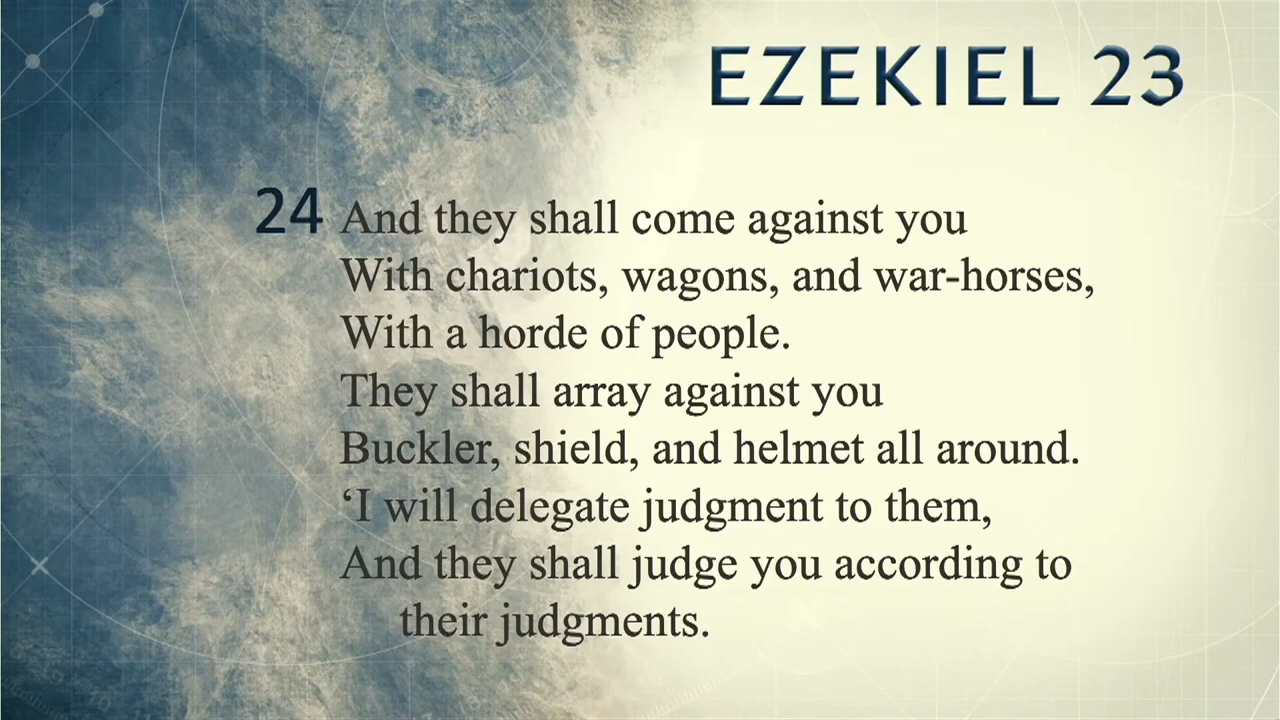 EZEKIEL 23
24 And they shall come against you
With chariots, wagons, and war-horses,
With a horde of people.
They shall array against you
Buckler, shield, and helmet all around.
‘I will delegate judgment to them,
And they shall judge you according to
their judgments.